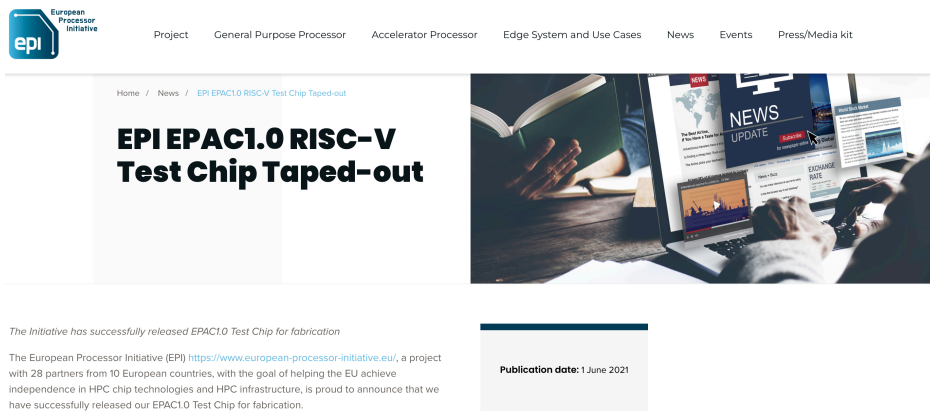 European
Processor
Initiative
epi
Project General Purpose Processor Accelerator Processor Edge System and Use Cases News Events Press/Media kit
Home / News / EPI EPAC1.0 RISC-V Test Chip Taped-out
EPI EPAC1.0 RISC-V
Test Chip Taped-out
NEWS
NEWS
UPDATE
Subscribe
World Stock Market
EXCHANGE
RATE
The Initiative has successfully released EPAC1.0 Test Chip for fabrication
The European Processor Initiative (EPI) https://www.european-processor-initiative.eu/, a project
with 28 partners from 10 European countries, with the goal of helping the EU achieve
independence in HPC chip technologies and HPC infrastructure, is proud to announce that we
have successfully released our EPAC1.0 Test Chip for fabrication.
Publication date: 1 June 2021